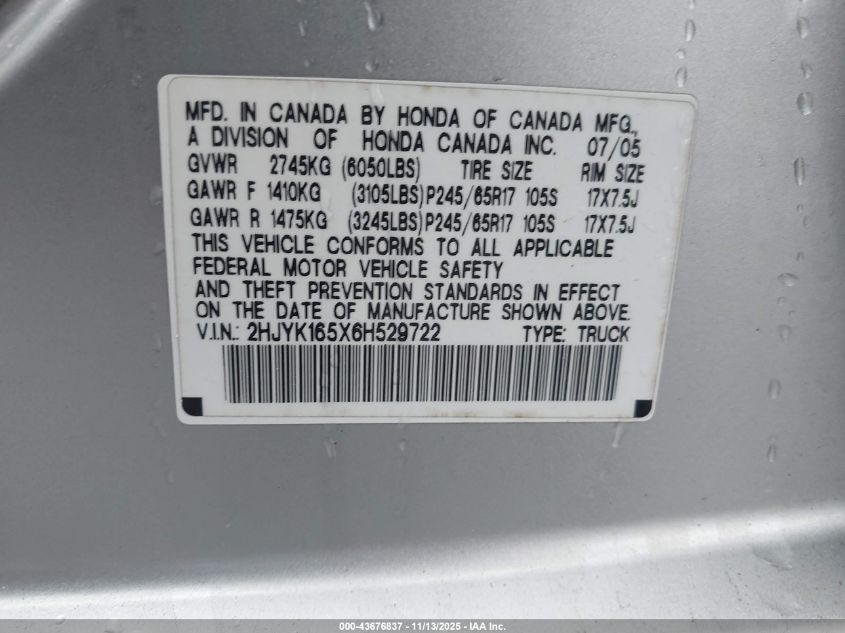 MFD. IN CANADA BY HONDA OF CANADA MFG.,
A DIVISION OF HONDA CANADA INC. 07/05
GVWR 2745KG (6050LBS) TIRE SIZE RIM SIZE
GAWR F 1410KG (3105LBS) P245/65R17 105S 17X7.5J
GAWR R 1475KG (3245LBS) P245/65R17 105S 17X7.5J
THIS VEHICLE CONFORMS TO ALL APPLICABLE
FEDERAL MOTOR VEHICLE SAFETY
AND THEFT PREVENTION STANDARDS IN EFFECT
ON THE DATE OF MANUFACTURE SHOWN ABOVE.
V.I.N.: 2HJYK165X6H529722 TYPE: TRUCK
000-43676837 - 11/13/2025 - IAA Inc.